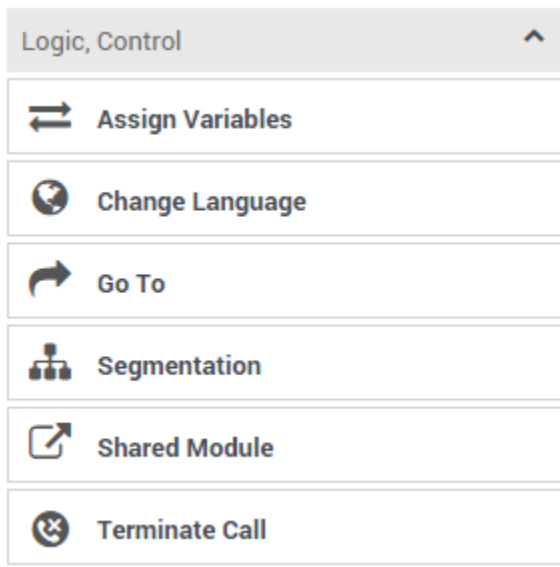 Logic, Control
Assign Variables
Change Language
Go To
Segmentation
Shared Module
Terminate Call